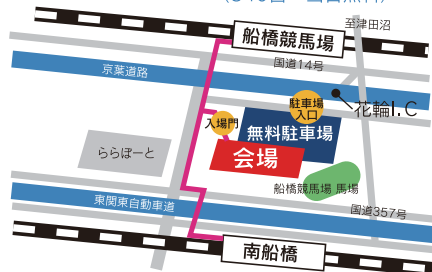 至津田沼
船橋競馬場
国道14号
京葉道路
駐車場
入口
花輪I.C
入場門
無料駐車場
ららぽーと
会場
船橋競馬場 馬場
東関東自動車道
国道357号
南船橋